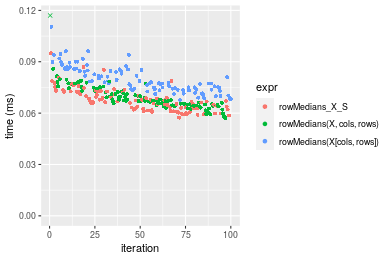 0.12
0.09
0.06
0.03
0.00
time (ms)
0
25
50
75
100
iteration
expr
rowMedians_X_S
rowMedians(X, cols, rows)
rowMedians(X[cols, rows])